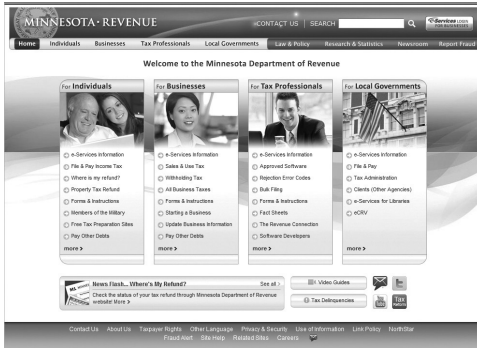 MINNESOTA · REVENUE
CONTACT US | SEARCH
e-Services LOGIN
FOR BUSINESSES
Home Individuals Businesses Tax Professionals Local Governments Law & Policy Research & Statistics Newsroom Report Fraud
Welcome to the Minnesota Department of Revenue
For Individuals
e-Services Information
File & Pay Income Tax
Where is my refund?
Property Tax Refund
Forms & Instructions
Members of the Military
Free Tax Preparation Sites
Pay Other Debts
more >
For Businesses
e-Services Information
Sales & Use Tax
Withholding Tax
All Business Taxes
Forms & Instructions
Starting a Business
Update Business Information
Pay Other Debts
more >
For Tax Professionals
e-Services Information
Approved Software
Rejection Error Codes
Bulk Filing
Forms & Instructions
Fact Sheets
The Revenue Connection
Software Developers
more >
For Local Governments
e-Services Information
File & Pay
Tax Administration
Clients (Other Agencies)
e-Services for Libraries
eCRV
more >
News Flash... Where's My Refund? See all >
Check the status of your tax refund through Minnesota Department of Revenue
website! More >
Video Guides
Tax Delinquencies
You Tube
Tax
Contact Us About Us Taxpayer Rights Other Language Privacy & Security Use of Information Link Policy NorthStar
Fraud Alert Site Help Related Sites Careers